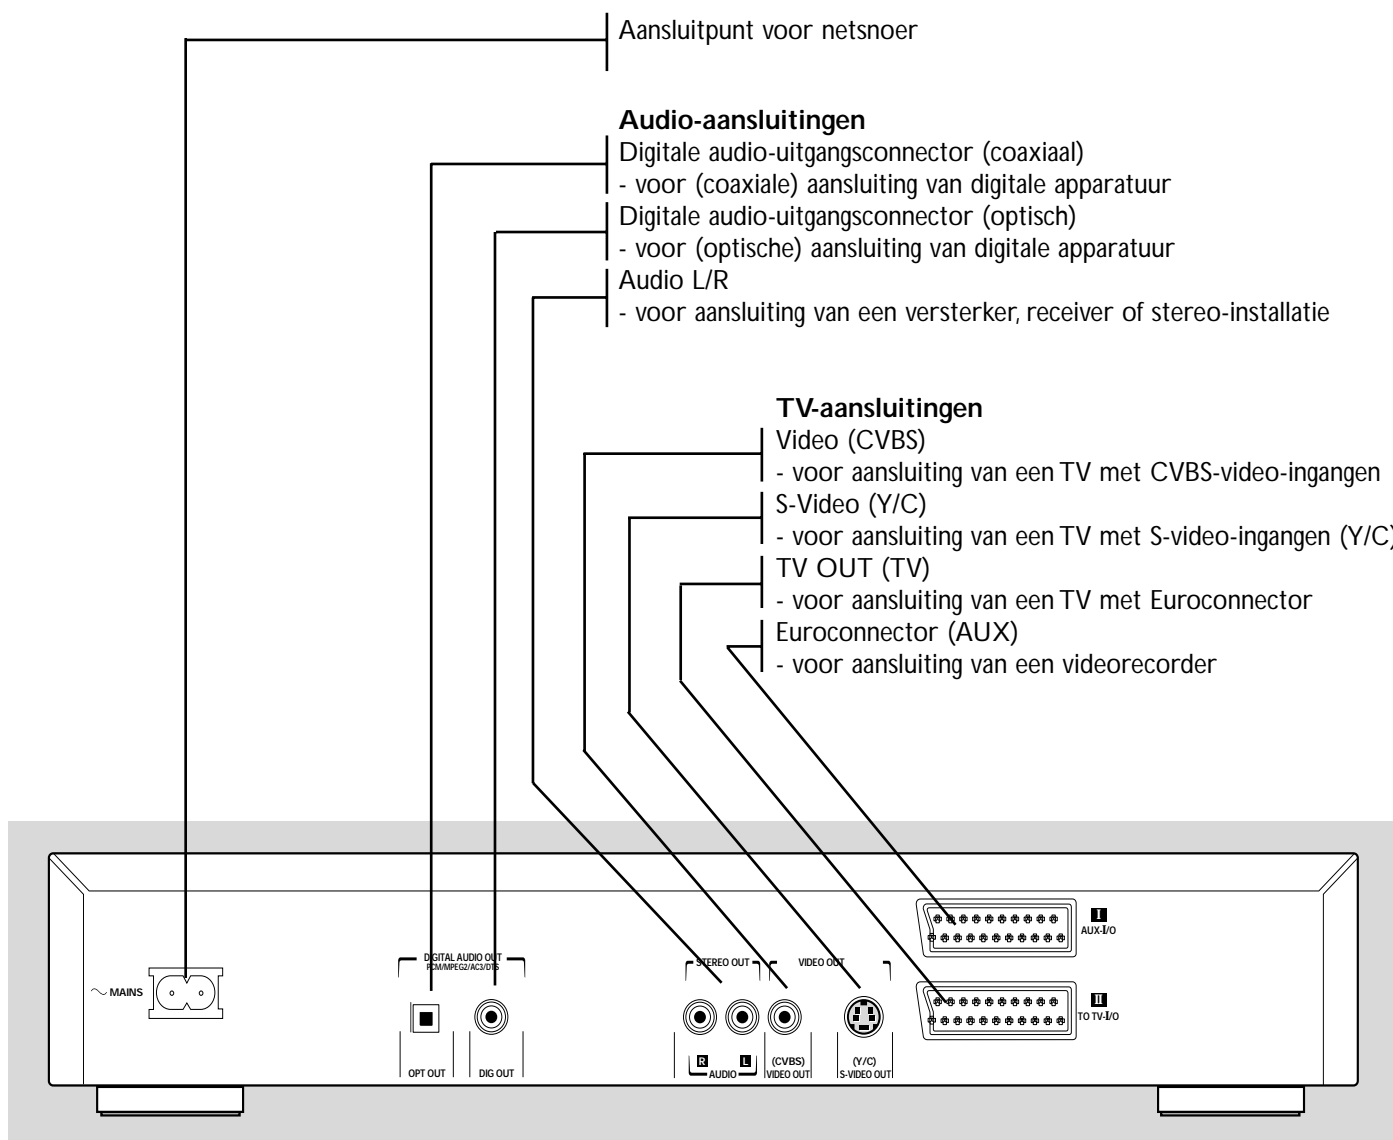 Aansluitpunt voor netsnoer
Audio-aansluitingen
Digitale audio-uitgangsconnector (coaxiaal)
- voor (coaxiale) aansluiting van digitale apparatuur
Digitale audio-uitgangsconnector (optisch)
- voor (optische) aansluiting van digitale apparatuur
Audio L/R
- voor aansluiting van een versterker, receiver of stereo-installatie
TV-aansluitingen
Video (CVBS)
- voor aansluiting van een TV met CVBS-video-ingangen
S-Video (Y/C)
- voor aansluiting van een TV met S-video-ingangen (Y/C)
TV OUT (TV)
- voor aansluiting van een TV met Euroconnector
Euroconnector (AUX)
- voor aansluiting van een videorecorder
I
AUX-I/O
DIGITAL AUDIO OUT
PCM/MPEG2/AC3/DTS
STEREO OUT
VIDEO OUT
~ MAINS
II
TO TV-I/O
R
L
(CVBS)
(Y/C)
OPT OUT
DIG OUT
AUDIO
VIDEO OUT
S-VIDEO OUT